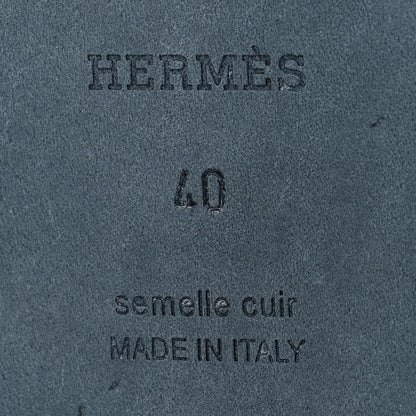 HERMÈS
40
semelle cuir
MADE IN ITALY